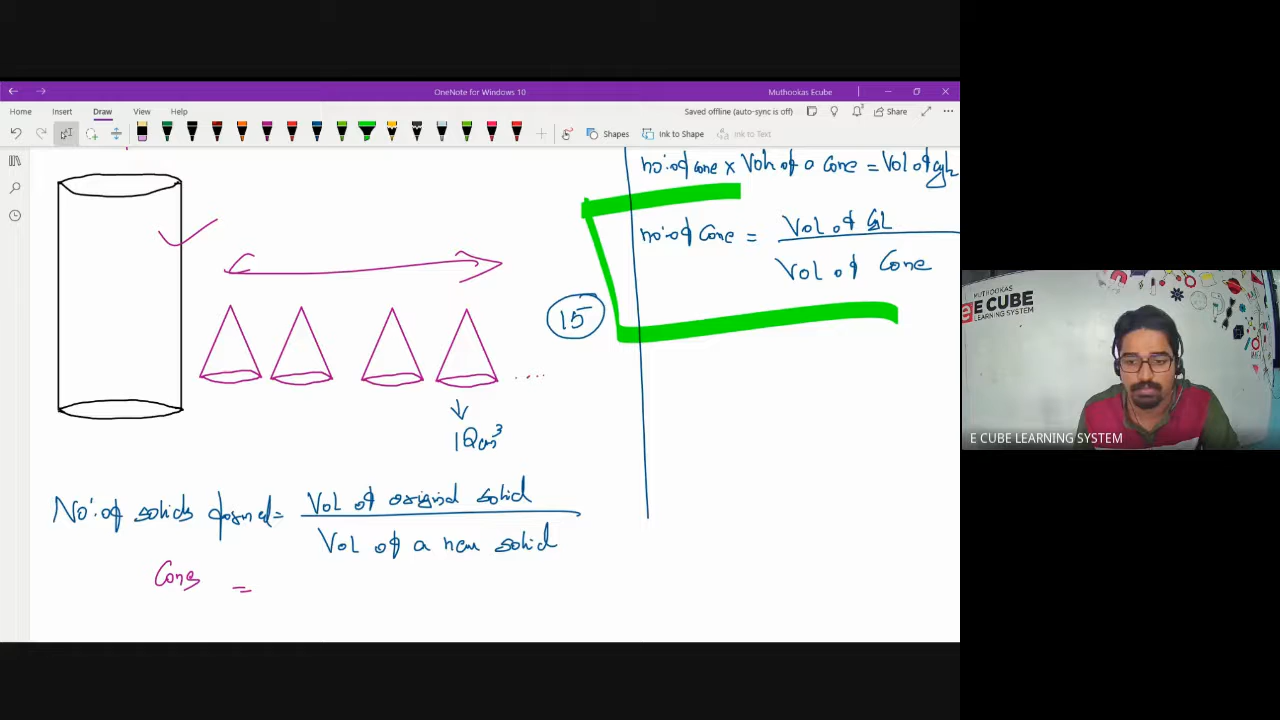 OneNote for Windows 10
Muthookas Ecube
Home Insert Draw View Help
Saved offline (auto-sync is off)
Share
Shapes
Ink to Shape
Ink to Text
no: of cone x Vol of a cone = Vol of cyl
no: of Cone = Vol of Cyl
Vol of Cone
15
cm³
No: of solids formed = Vol of original solid
Vol of a new solid
Cone =
MUTHOOKAS
E CUBE
LEARNING SYSTEM
E CUBE LEARNING SYSTEM